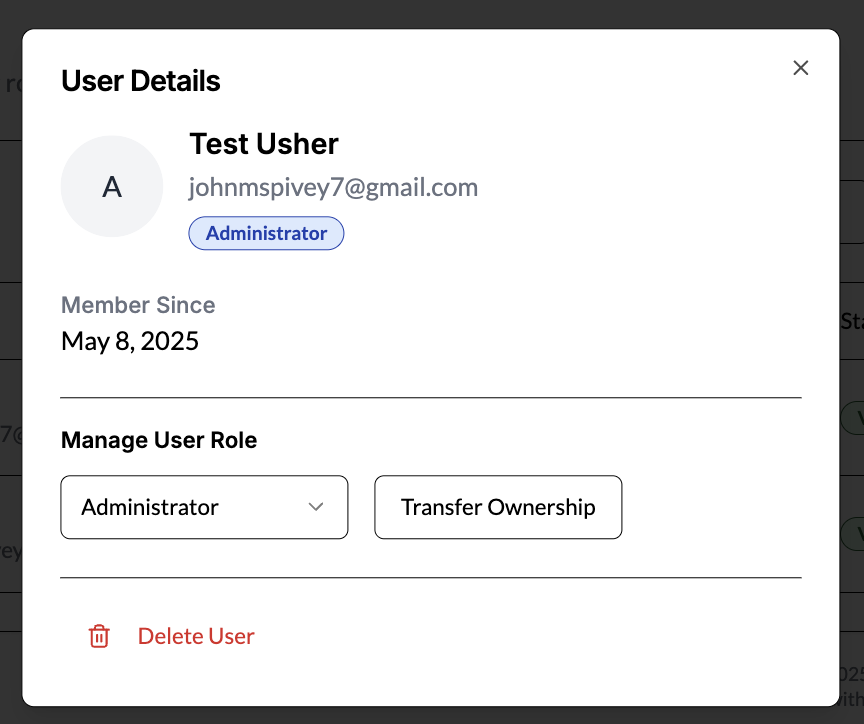 User Details
A
Test Usher
johnmspivey7@gmail.com
Administrator
Member Since
May 8, 2025
Manage User Role
Administrator
Transfer Ownership
Delete User